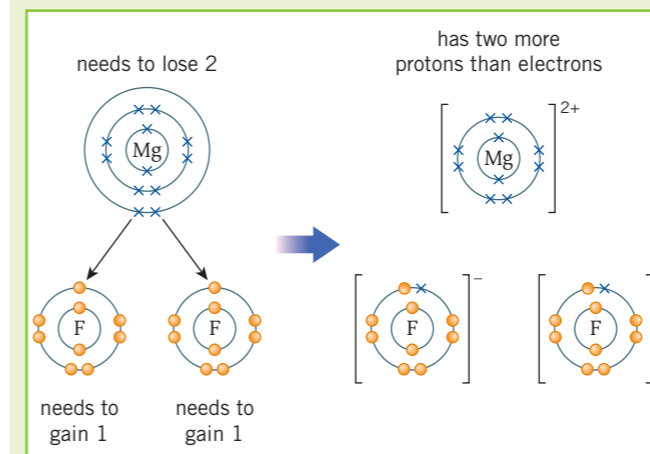 needs to lose 2
has two more
protons than electrons
Mg
Mg
2+
F
F
F
–
F
needs to
gain 1
needs to
gain 1